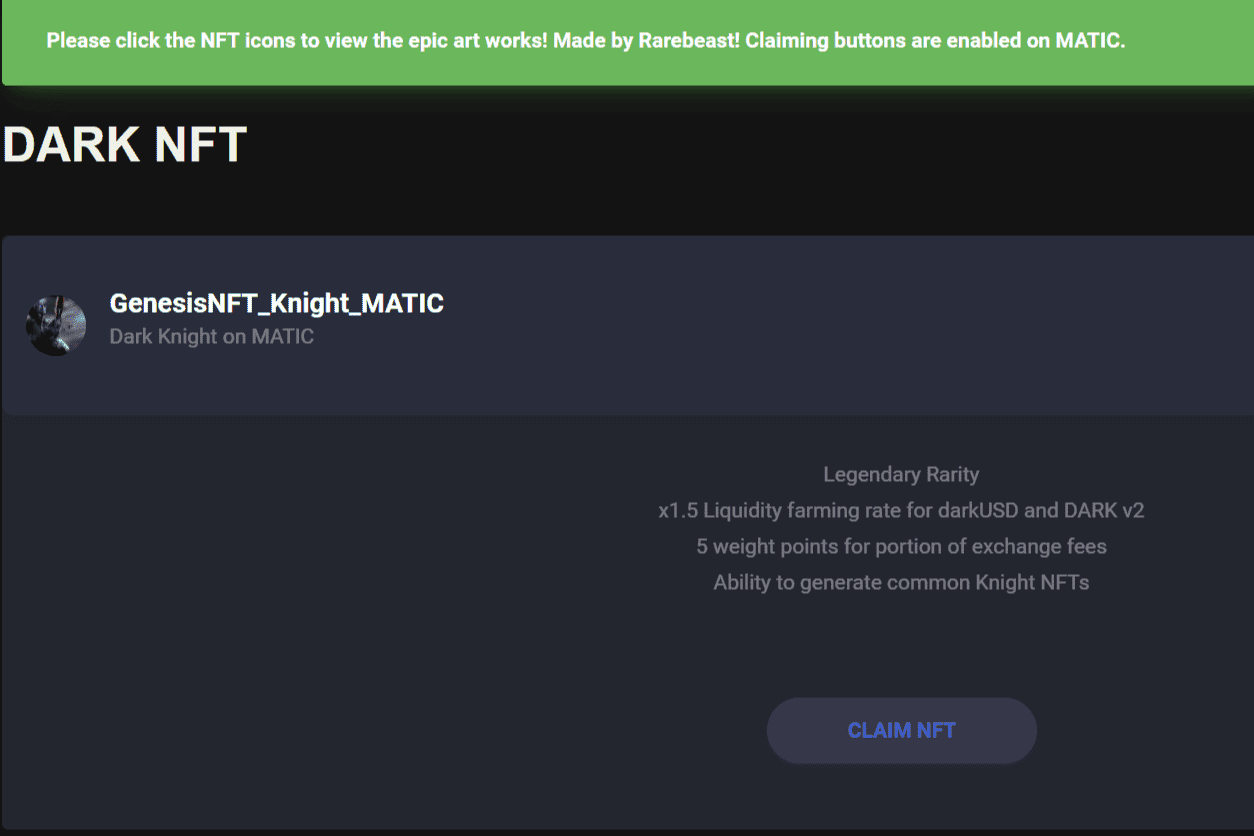 Please click the NFT icons to view the epic art works! Made by Rarebeast! Claiming buttons are enabled on MATIC.
DARK NFT
GenesisNFT_Knight_MATIC
Dark Knight on MATIC
Legendary Rarity
x1.5 Liquidity farming rate for darkUSD and DARK v2
5 weight points for portion of exchange fees
Ability to generate common Knight NFTs
CLAIM NFT